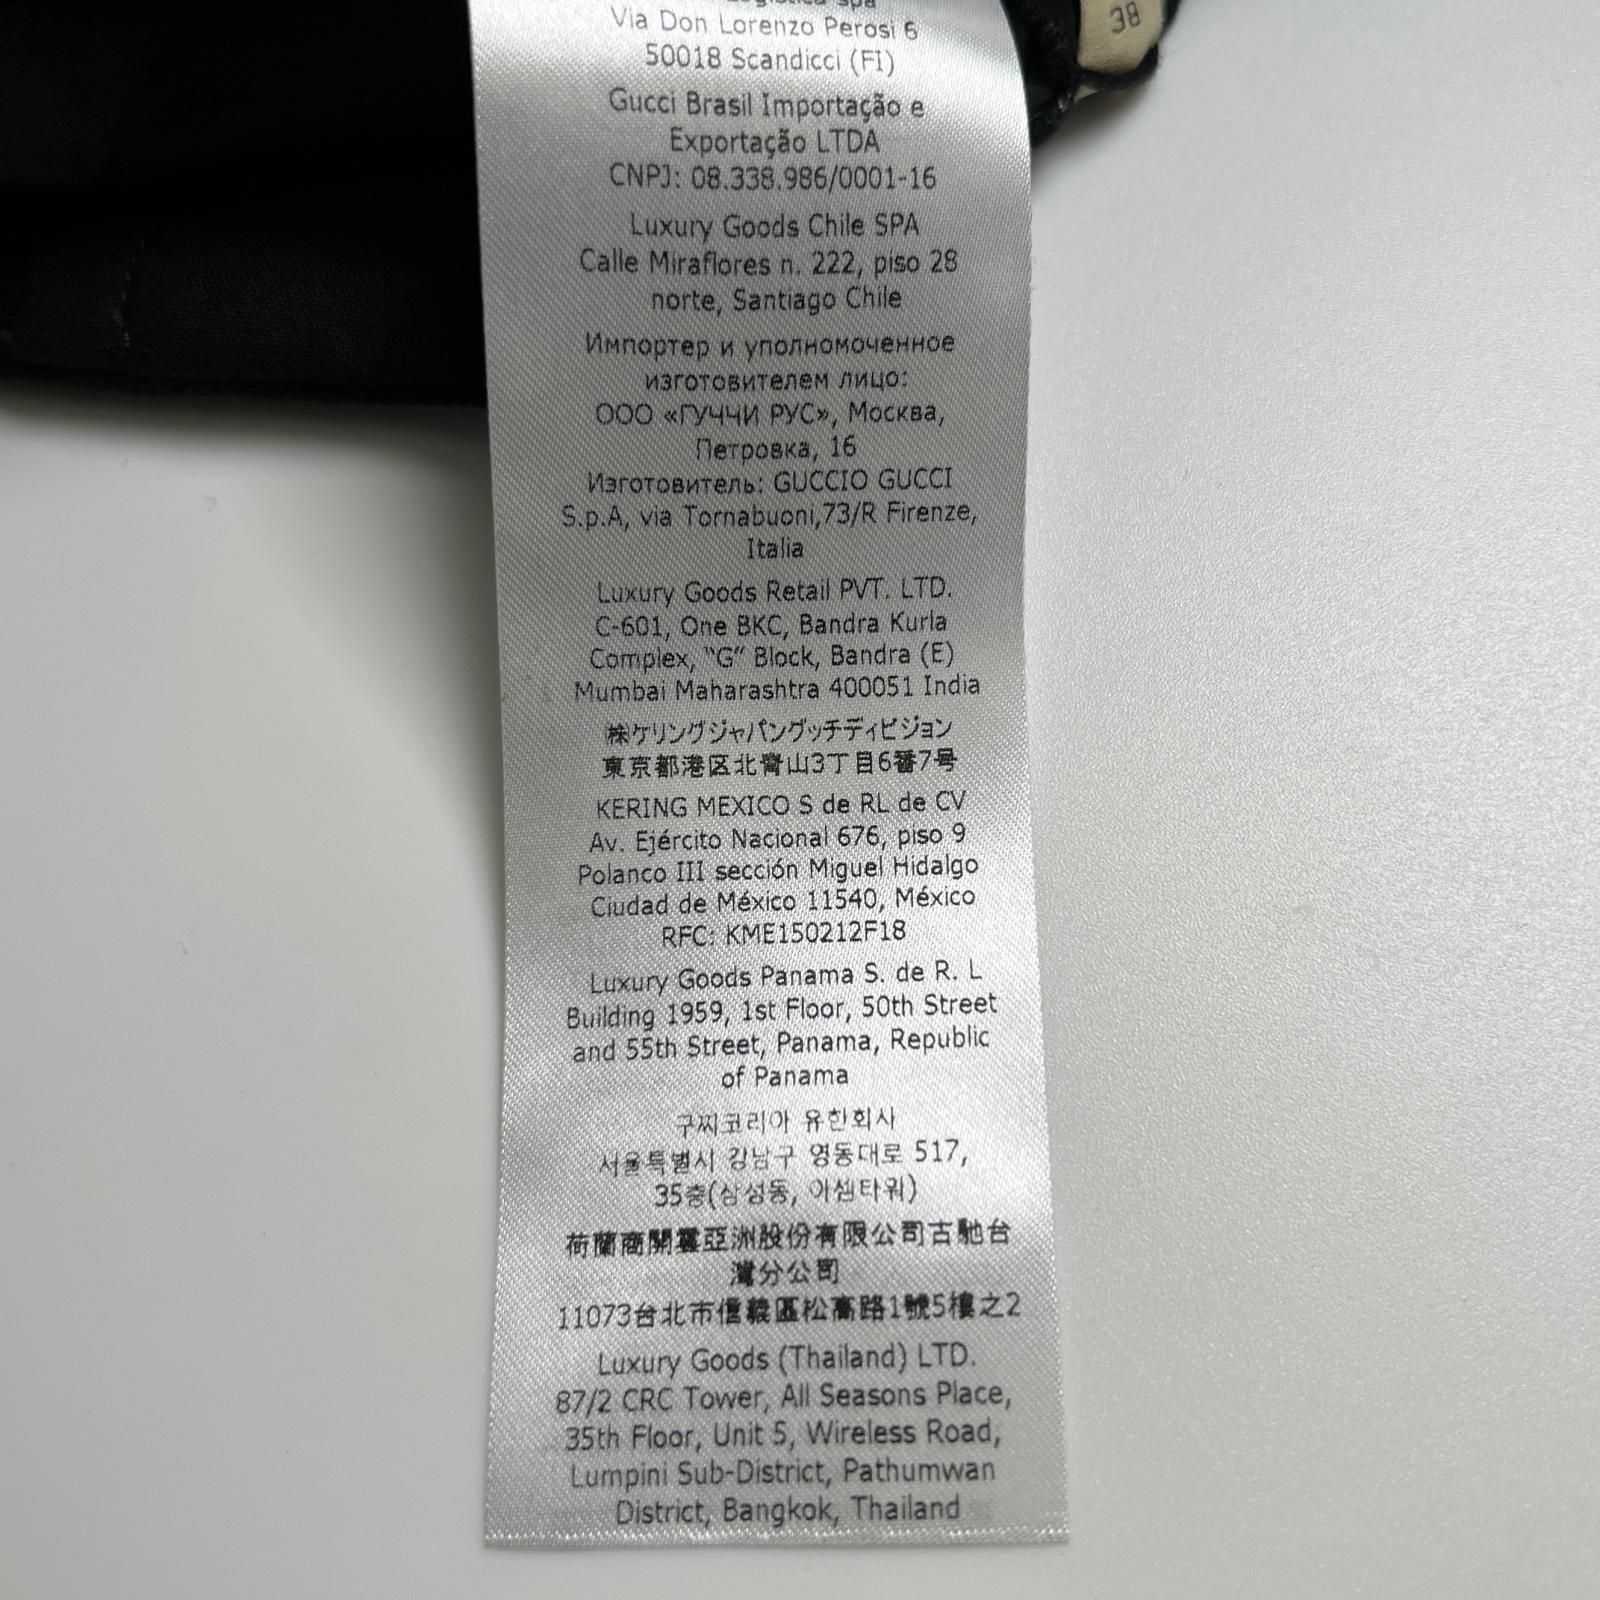 Logistica spa
Via Don Lorenzo Perosi 6
50018 Scandicci (FI)
38
Gucci Brasil Importação e
Exportação LTDA
CNPJ: 08.338.986/0001-16
Luxury Goods Chile SPA
Calle Miraflores n. 222, piso 28
norte, Santiago Chile
Импортер и уполномоченное
изготовителем лицо:
ООО «ГУЧЧИ РУС», Москва,
Петровка, 16
Изготовитель: GUCCIO GUCCI
S.p.A, via Tornabuoni,73/R Firenze,
Italia
Luxury Goods Retail PVT. LTD.
C-601, One BKC, Bandra Kurla
Complex, "G" Block, Bandra (E)
Mumbai Maharashtra 400051 India
㈱ケリングジャパングッチディビジョン
東京都港区北青山3丁目6番7号
KERING MEXICO S de RL de CV
Av. Ejército Nacional 676, piso 9
Polanco III sección Miguel Hidalgo
Ciudad de México 11540, México
RFC: KME150212F18
Luxury Goods Panama S. de R. L
Building 1959, 1st Floor, 50th Street
and 55th Street, Panama, Republic
of Panama
구찌코리아 유한회사
서울특별시 강남구 영동대로 517,
35층(삼성동, 아셈타워)
荷蘭商開雲亞洲股份有限公司古馳台
灣分公司
11073台北市信義區松高路1號5樓之2
Luxury Goods (Thailand) LTD.
87/2 CRC Tower, All Seasons Place,
35th Floor, Unit 5, Wireless Road,
Lumpini Sub-District, Pathumwan
District, Bangkok, Thailand